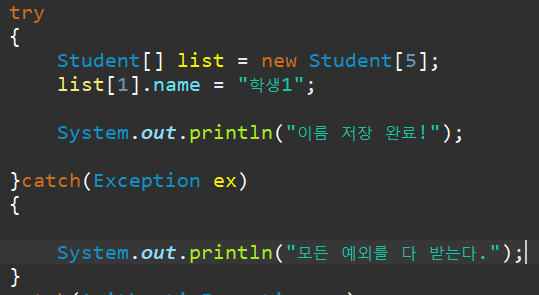 try
{
    Student[] list = new Student[5];
    list[1].name = "학생1";
    System.out.println("이름 저장 완료!");
}catch(Exception ex)
{
    System.out.println("모든 예외를 다 받는다.");
}